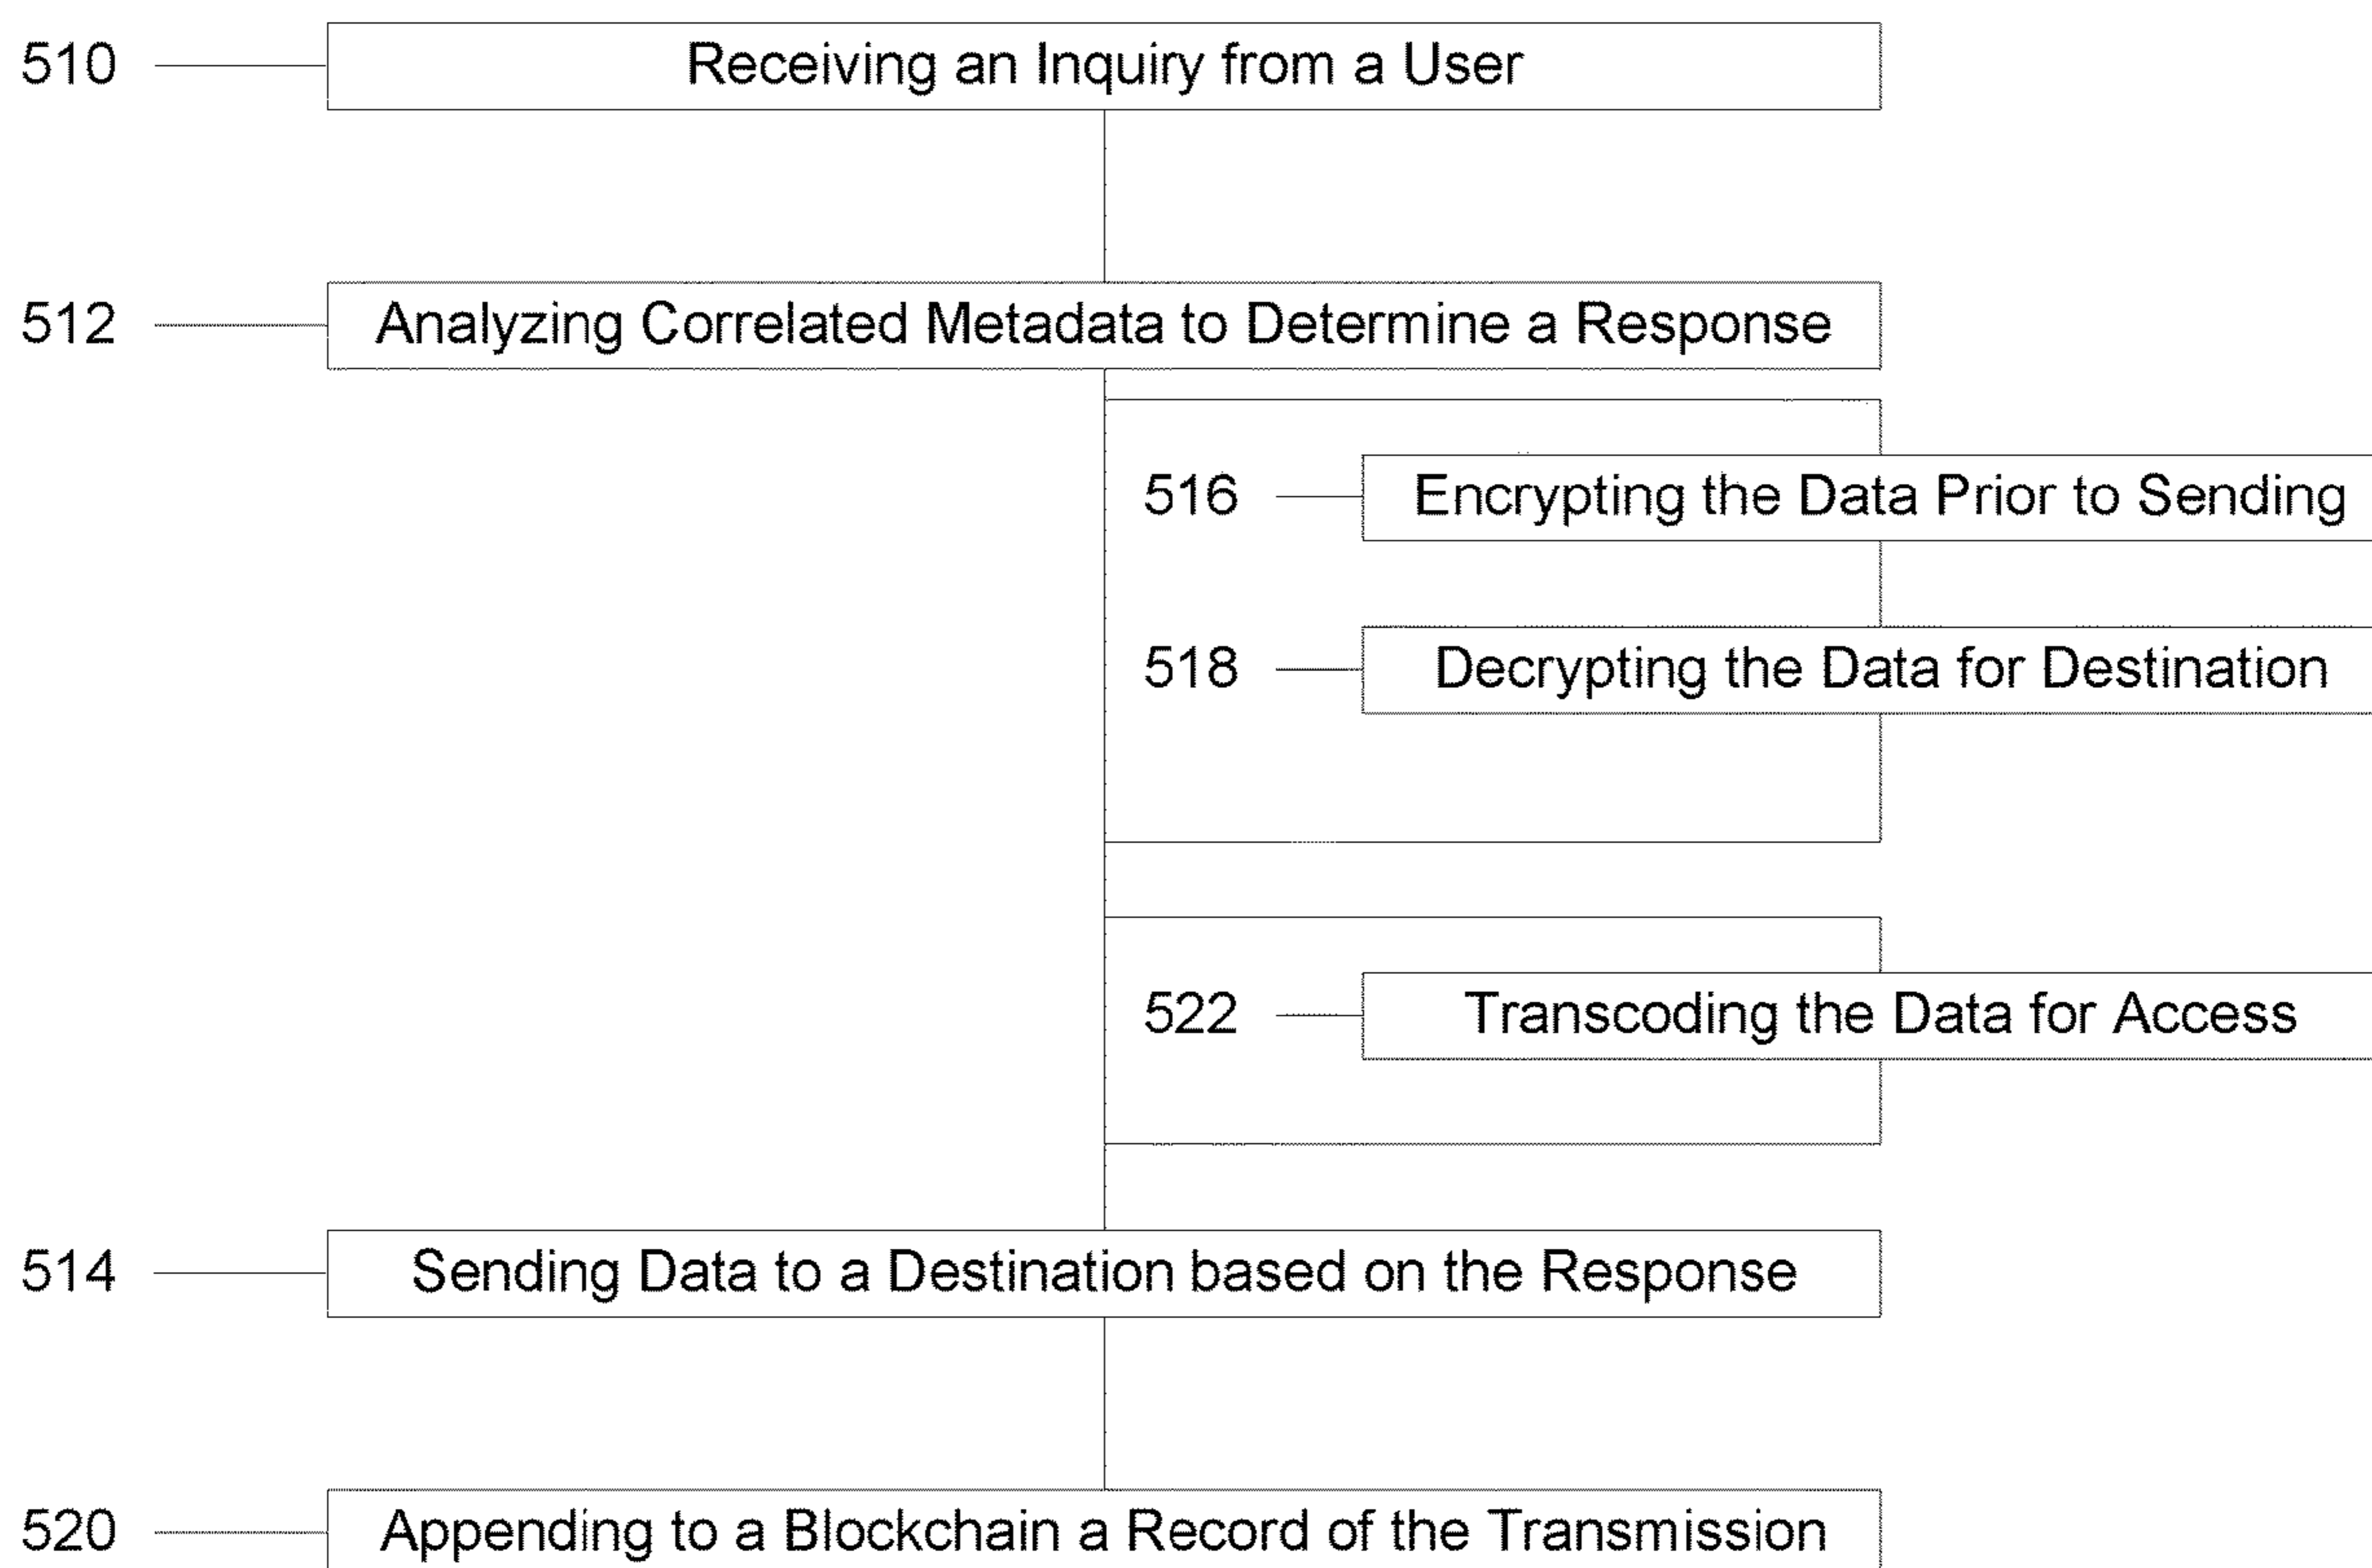 510 Receiving an Inquiry from a User
512 Analyzing Correlated Metadata to Determine a Response
516 Encrypting the Data Prior to Sending
518 Decrypting the Data for Destination
522 Transcoding the Data for Access
514 Sending Data to a Destination based on the Response
520 Appending to a Blockchain a Record of the Transmission